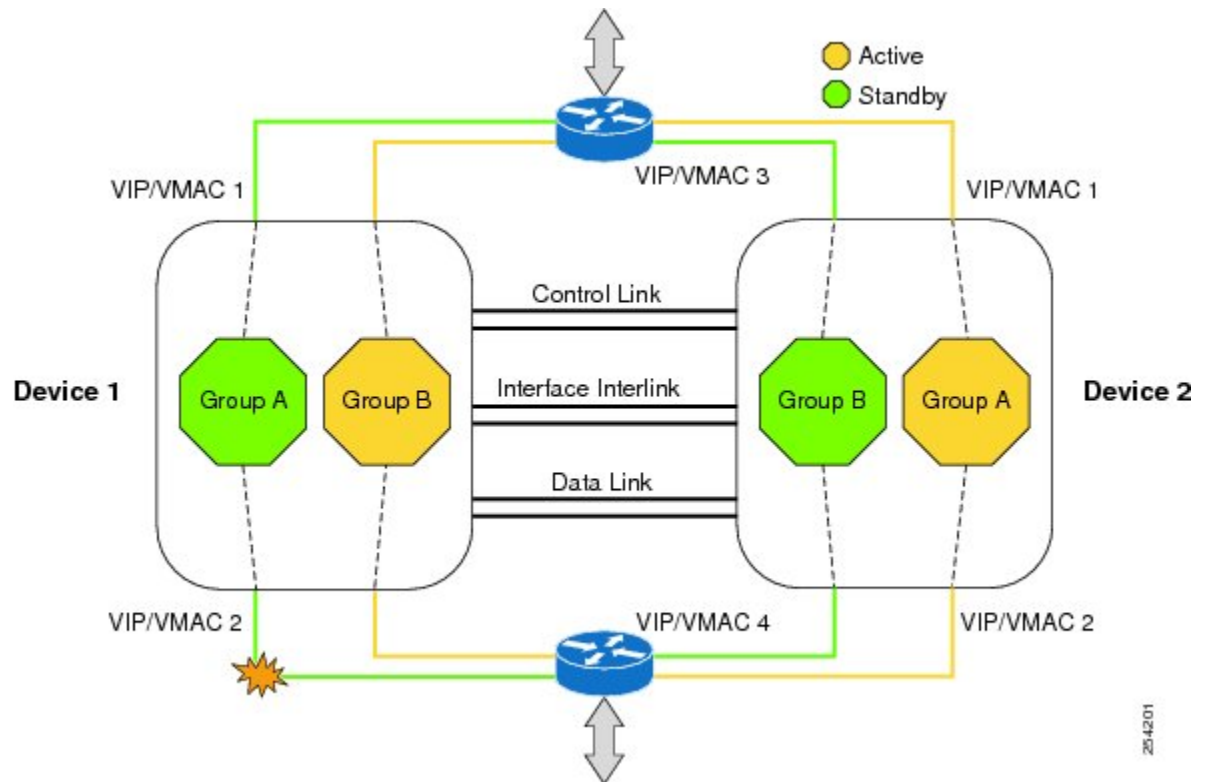 Active
Standby
VIP/VMAC 1
VIP/VMAC 3
VIP/VMAC 1
Control Link
Device 1
Group A
Group B
Interface Interlink
Group B
Group A
Device 2
Data Link
VIP/VMAC 2
VIP/VMAC 4
VIP/VMAC 2
254201